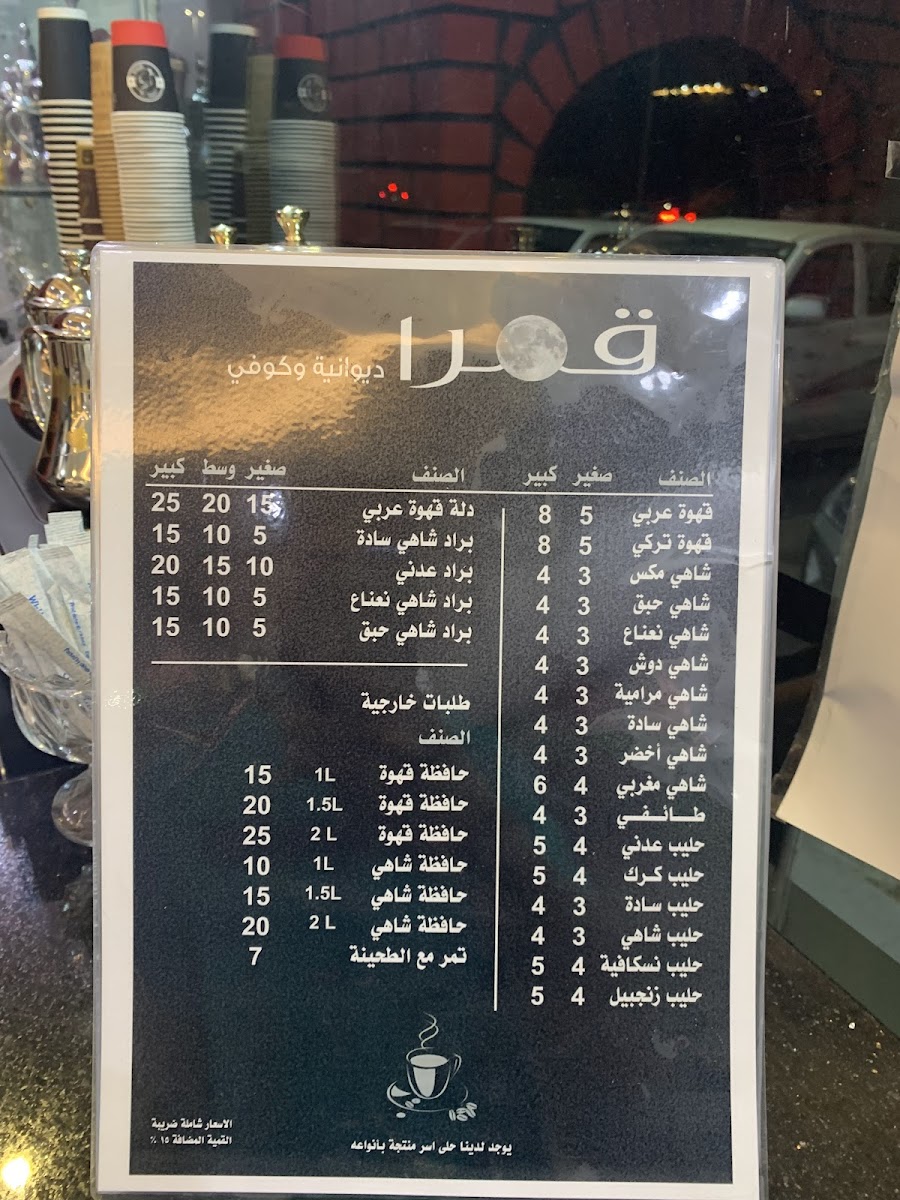 قمرا ديوانية وكوفي
الصنف صغير كبير
قهوة عربي 5 8
قهوة تركي 5 8
شاهي مكس 3 4
شاهي حبق 3 4
شاهي نعناع 3 4
شاهي دوش 3 4
شاهي مرامية 3 4
شاهي سادة 3 4
شاهي أخضر 3 4
شاهي مغربي 4 6
طـــائـــفـــي 3 4
حليب عدني 4 5
حليب كـرك 4 5
حليب سادة 3 4
حليب شاهي 3 4
حليب نسكافية 4 5
حليب زنجبيل 4 5
الصنف صغير وسط كبير
دلة قهوة عربي 15 20 25
براد شاهي سادة 5 10 15
براد عدني 10 15 20
براد شاهي نعناع 5 10 15
براد شاهي حبق 5 10 15
طلبات خارجية
الصنف
حافظة قهوة 1L 15
حافظة قهوة 1.5L 20
حافظة قهوة 2 L 25
حافظة شاهي 1L 10
حافظة شاهي 1.5L 15
حافظة شاهي 2 L 20
تمر مع الطحينة 7
يوجد لدينا حلى اسر منتجة بانواعه
الاسعار شاملة ضريبة
القمية المضافة ١٥ ٪